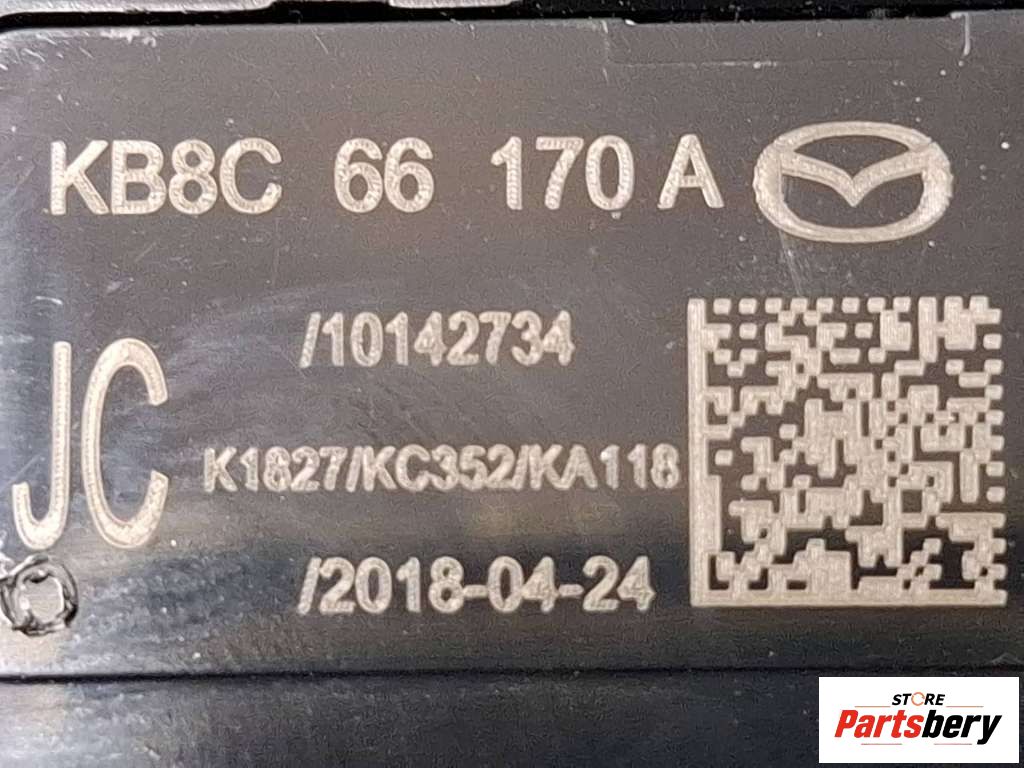 KB8C 66 170 A
/10142734
JC
K1827/KC352/KA118
/2018-04-24
STORE
Partsbery